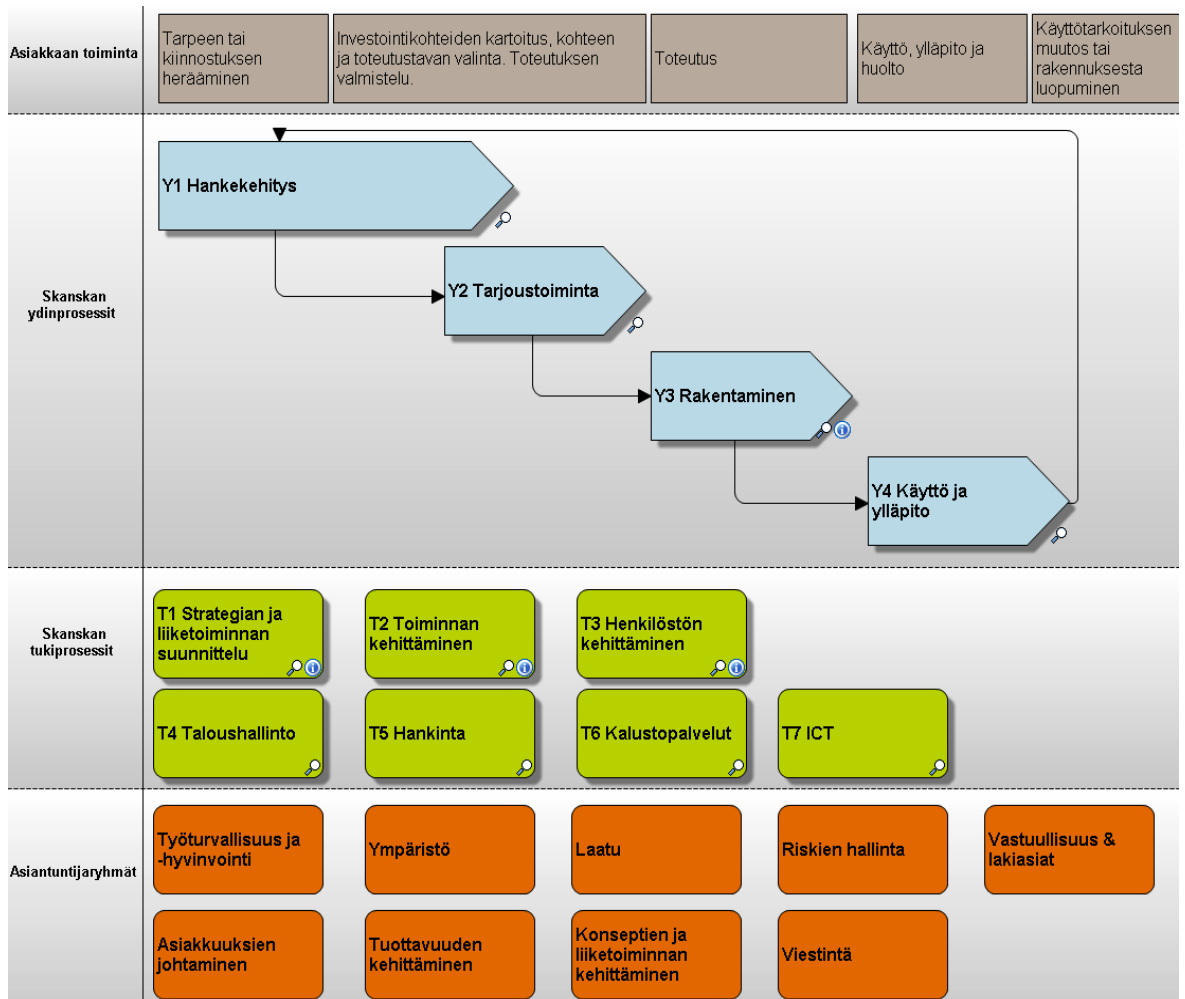 Asiakkaan toiminta
Tarpeen tai
kiinnostuksen
herääminen
Investointikohteiden kartoitus, kohteen
ja toteutustavan valinta. Toteutuksen
valmistelu.
Toteutus
Käyttö, ylläpito ja
huolto
Käyttötarkoituksen
muutos tai
rakennuksesta
luopuminen
Skanskan
ydinprosessit
Y1 Hankekehitys
Y2 Tarjoustoiminta
Y3 Rakentaminen
Y4 Käyttö ja
ylläpito
Skanskan
tukiprosessit
T1 Strategian ja
liiketoiminnan
suunnittelu
T2 Toiminnan
kehittäminen
T3 Henkilöstön
kehittäminen
T4 Taloushallinto
T5 Hankinta
T6 Kalustopalvelut
T7 ICT
Asiantuntijaryhmät
Työturvallisuus ja
-hyvinvointi
Ympäristö
Laatu
Riskien hallinta
Vastuullisuus &
lakiasiat
Asiakkuuksien
johtaminen
Tuottavuuden
kehittäminen
Konseptien ja
liiketoiminnan
kehittäminen
Viestintä